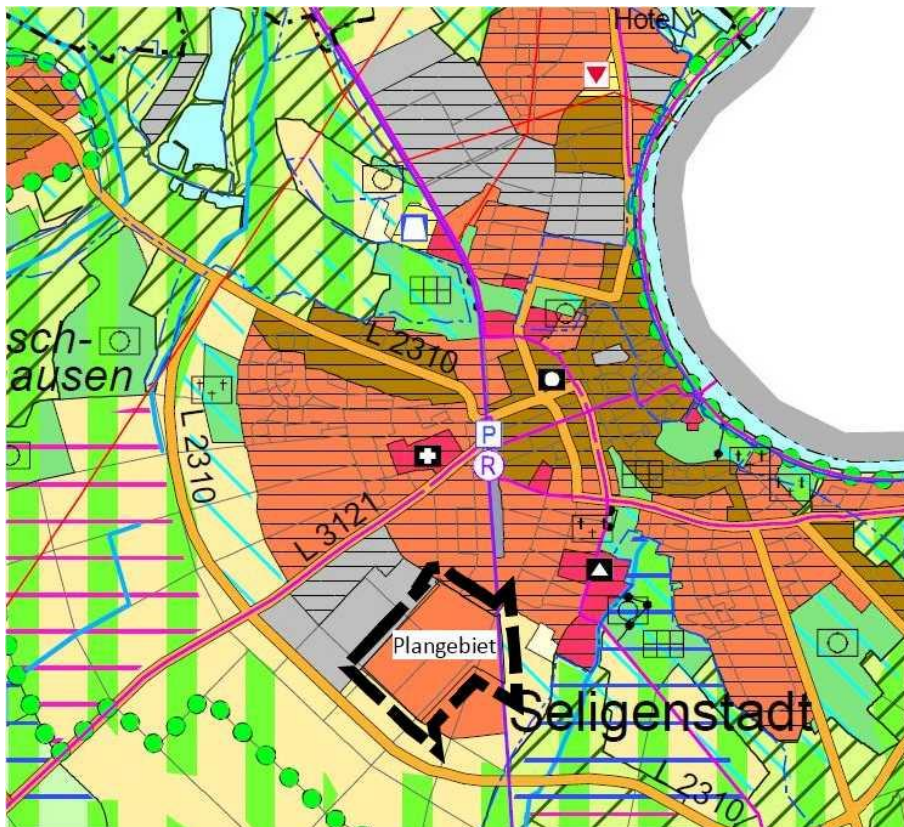 Hotel
sch-
ausen
L 2310
L 2310
P
R
L 3121
Plangebiet
Seligenstadt
L 2310